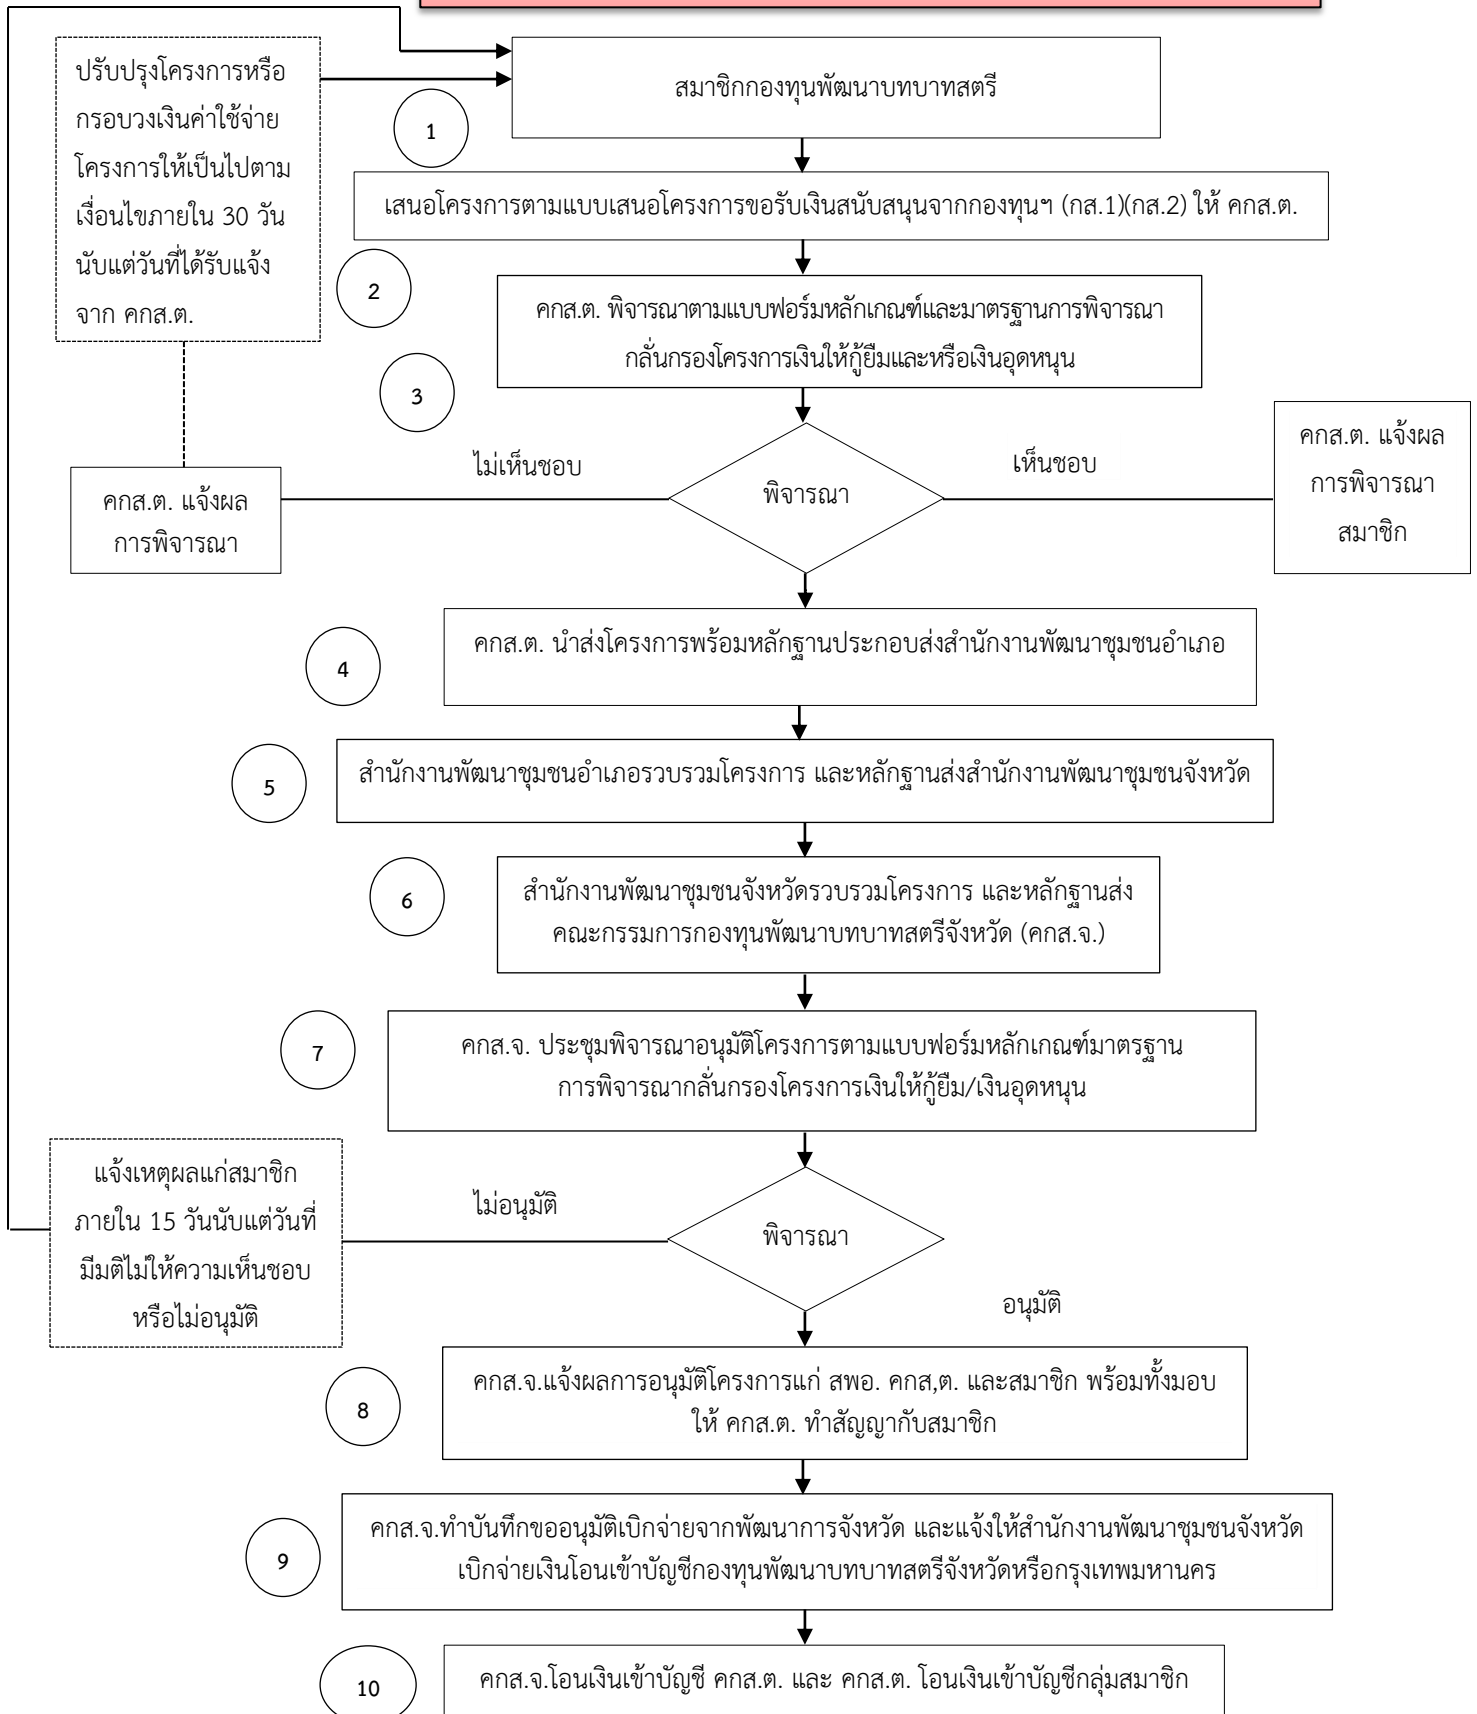 ปรับปรุงโครงการหรือ
กรอบวงเงินค่าใช้จ่าย
โครงการให้เป็นไปตาม
เงื่อนไขภายใน 30 วัน
นับแต่วันที่ได้รับแจ้ง
จาก คกส.ต.
สมาชิกกองทุนพัฒนาบทบาทสตรี
1
เสนอโครงการตามแบบเสนอโครงการขอรับเงินสนับสนุนจากกองทุนฯ (กส.1)(กส.2) ให้ คกส.ต.
2
คกส.ต. พิจารณาตามแบบฟอร์มหลักเกณฑ์และมาตรฐานการพิจารณา
กลั่นกรองโครงการเงินให้กู้ยืมและหรือเงินอุดหนุน
3
ไม่เห็นชอบ
พิจารณา
เห็นชอบ
คกส.ต. แจ้งผล
การพิจารณา
คกส.ต. แจ้งผล
การพิจารณา
สมาชิก
4
คกส.ต. นำส่งโครงการพร้อมหลักฐานประกอบส่งสำนักงานพัฒนาชุมชนอำเภอ
5
สำนักงานพัฒนาชุมชนอำเภอรวบรวมโครงการ และหลักฐานส่งสำนักงานพัฒนาชุมชนจังหวัด
6
สำนักงานพัฒนาชุมชนจังหวัดรวบรวมโครงการ และหลักฐานส่ง
คณะกรรมการกองทุนพัฒนาบทบาทสตรีจังหวัด (คกส.จ.)
7
คกส.จ. ประชุมพิจารณาอนุมัติโครงการตามแบบฟอร์มหลักเกณฑ์มาตรฐาน
การพิจารณากลั่นกรองโครงการเงินให้กู้ยืม/เงินอุดหนุน
แจ้งเหตุผลแก่สมาชิก
ภายใน 15 วันนับแต่วันที่
มีมติไม่ให้ความเห็นชอบ
หรือไม่อนุมัติ
ไม่อนุมัติ
พิจารณา
อนุมัติ
8
คกส.จ.แจ้งผลการอนุมัติโครงการแก่ สพอ. คกส,ต. และสมาชิก พร้อมทั้งมอบ
ให้ คกส.ต. ทำสัญญากับสมาชิก
9
คกส.จ.ทำบันทึกขออนุมัติเบิกจ่ายจากพัฒนาการจังหวัด และแจ้งให้สำนักงานพัฒนาชุมชนจังหวัด
เบิกจ่ายเงินโอนเข้าบัญชีกองทุนพัฒนาบทบาทสตรีจังหวัดหรือกรุงเทพมหานคร
10
คกส.จ.โอนเงินเข้าบัญชี คกส.ต. และ คกส.ต. โอนเงินเข้าบัญชีกลุ่มสมาชิก